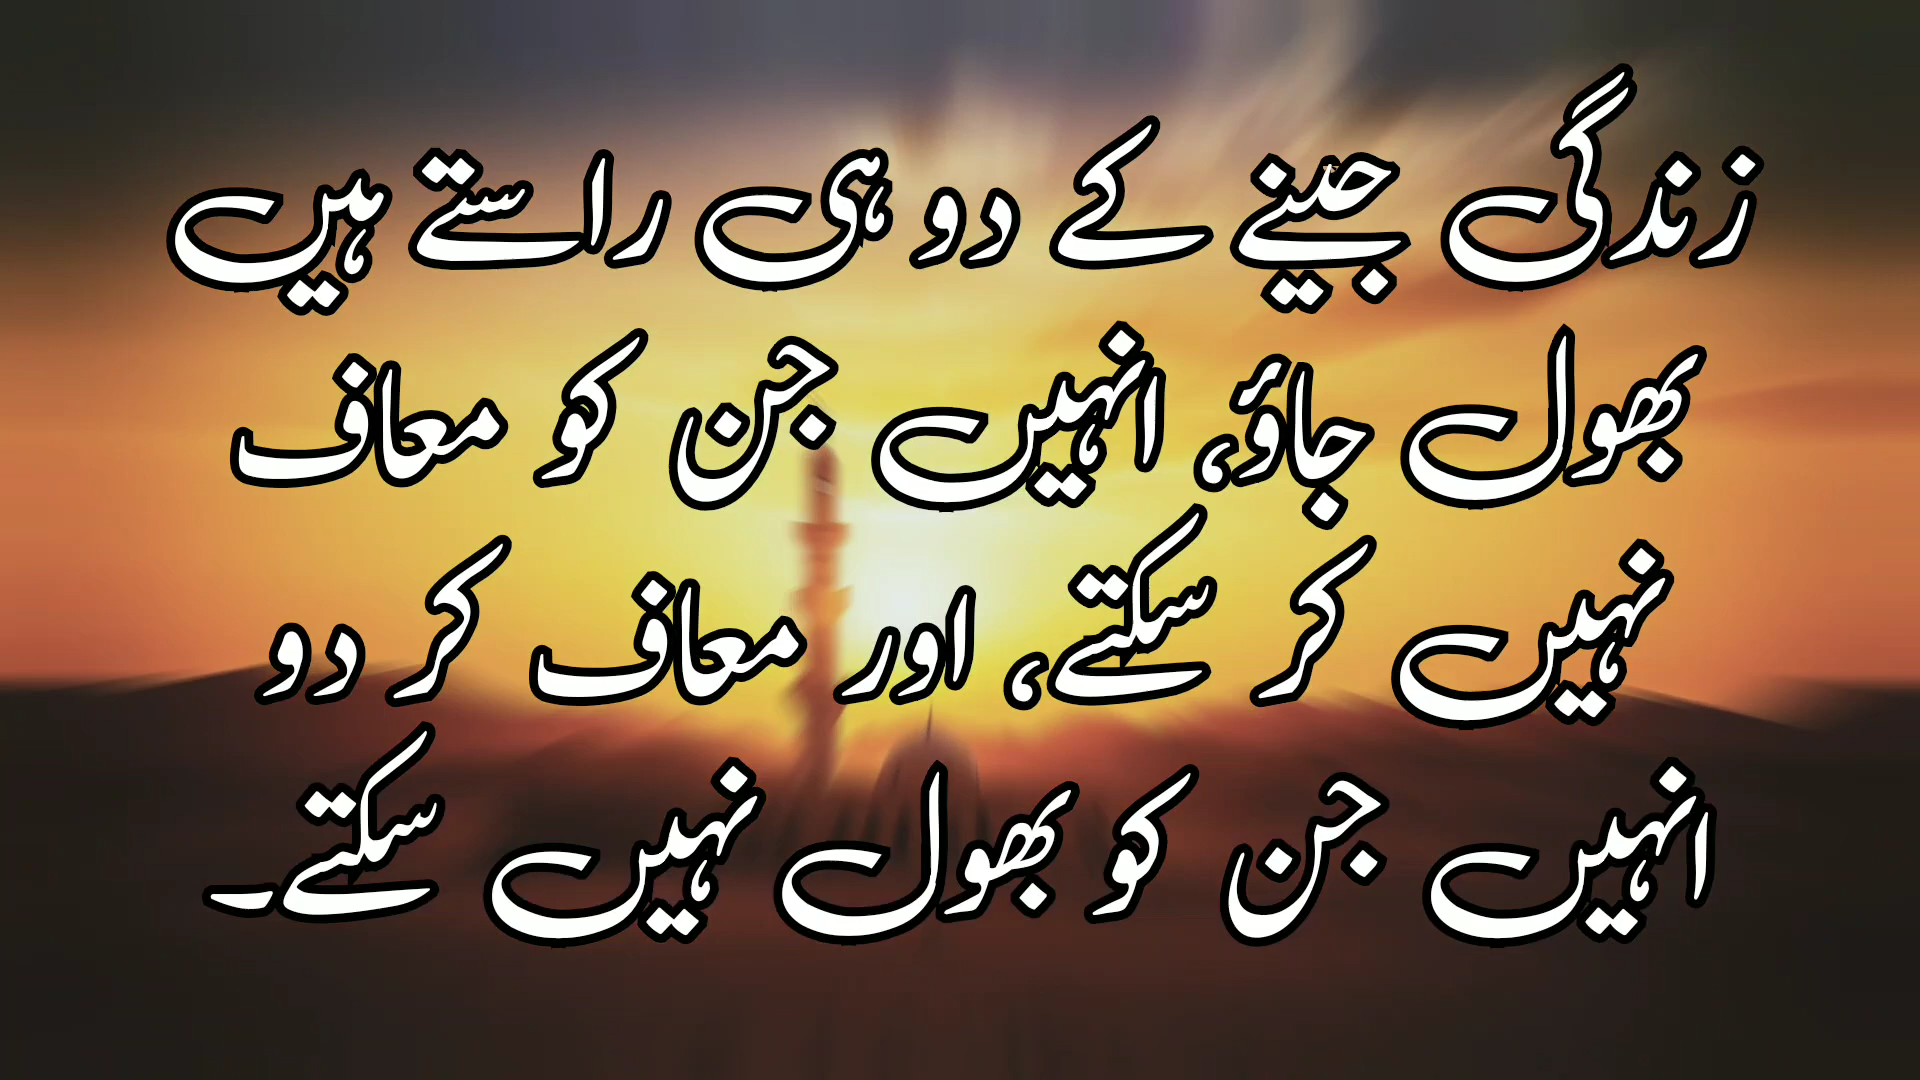 زندگی جینے کے دو ہی راستے ہیں
بھول جاؤ، انہیں جن کو معاف
نہیں کر سکتے، اور معاف کر دو
انہیں جن کو بھول نہیں سکتے۔